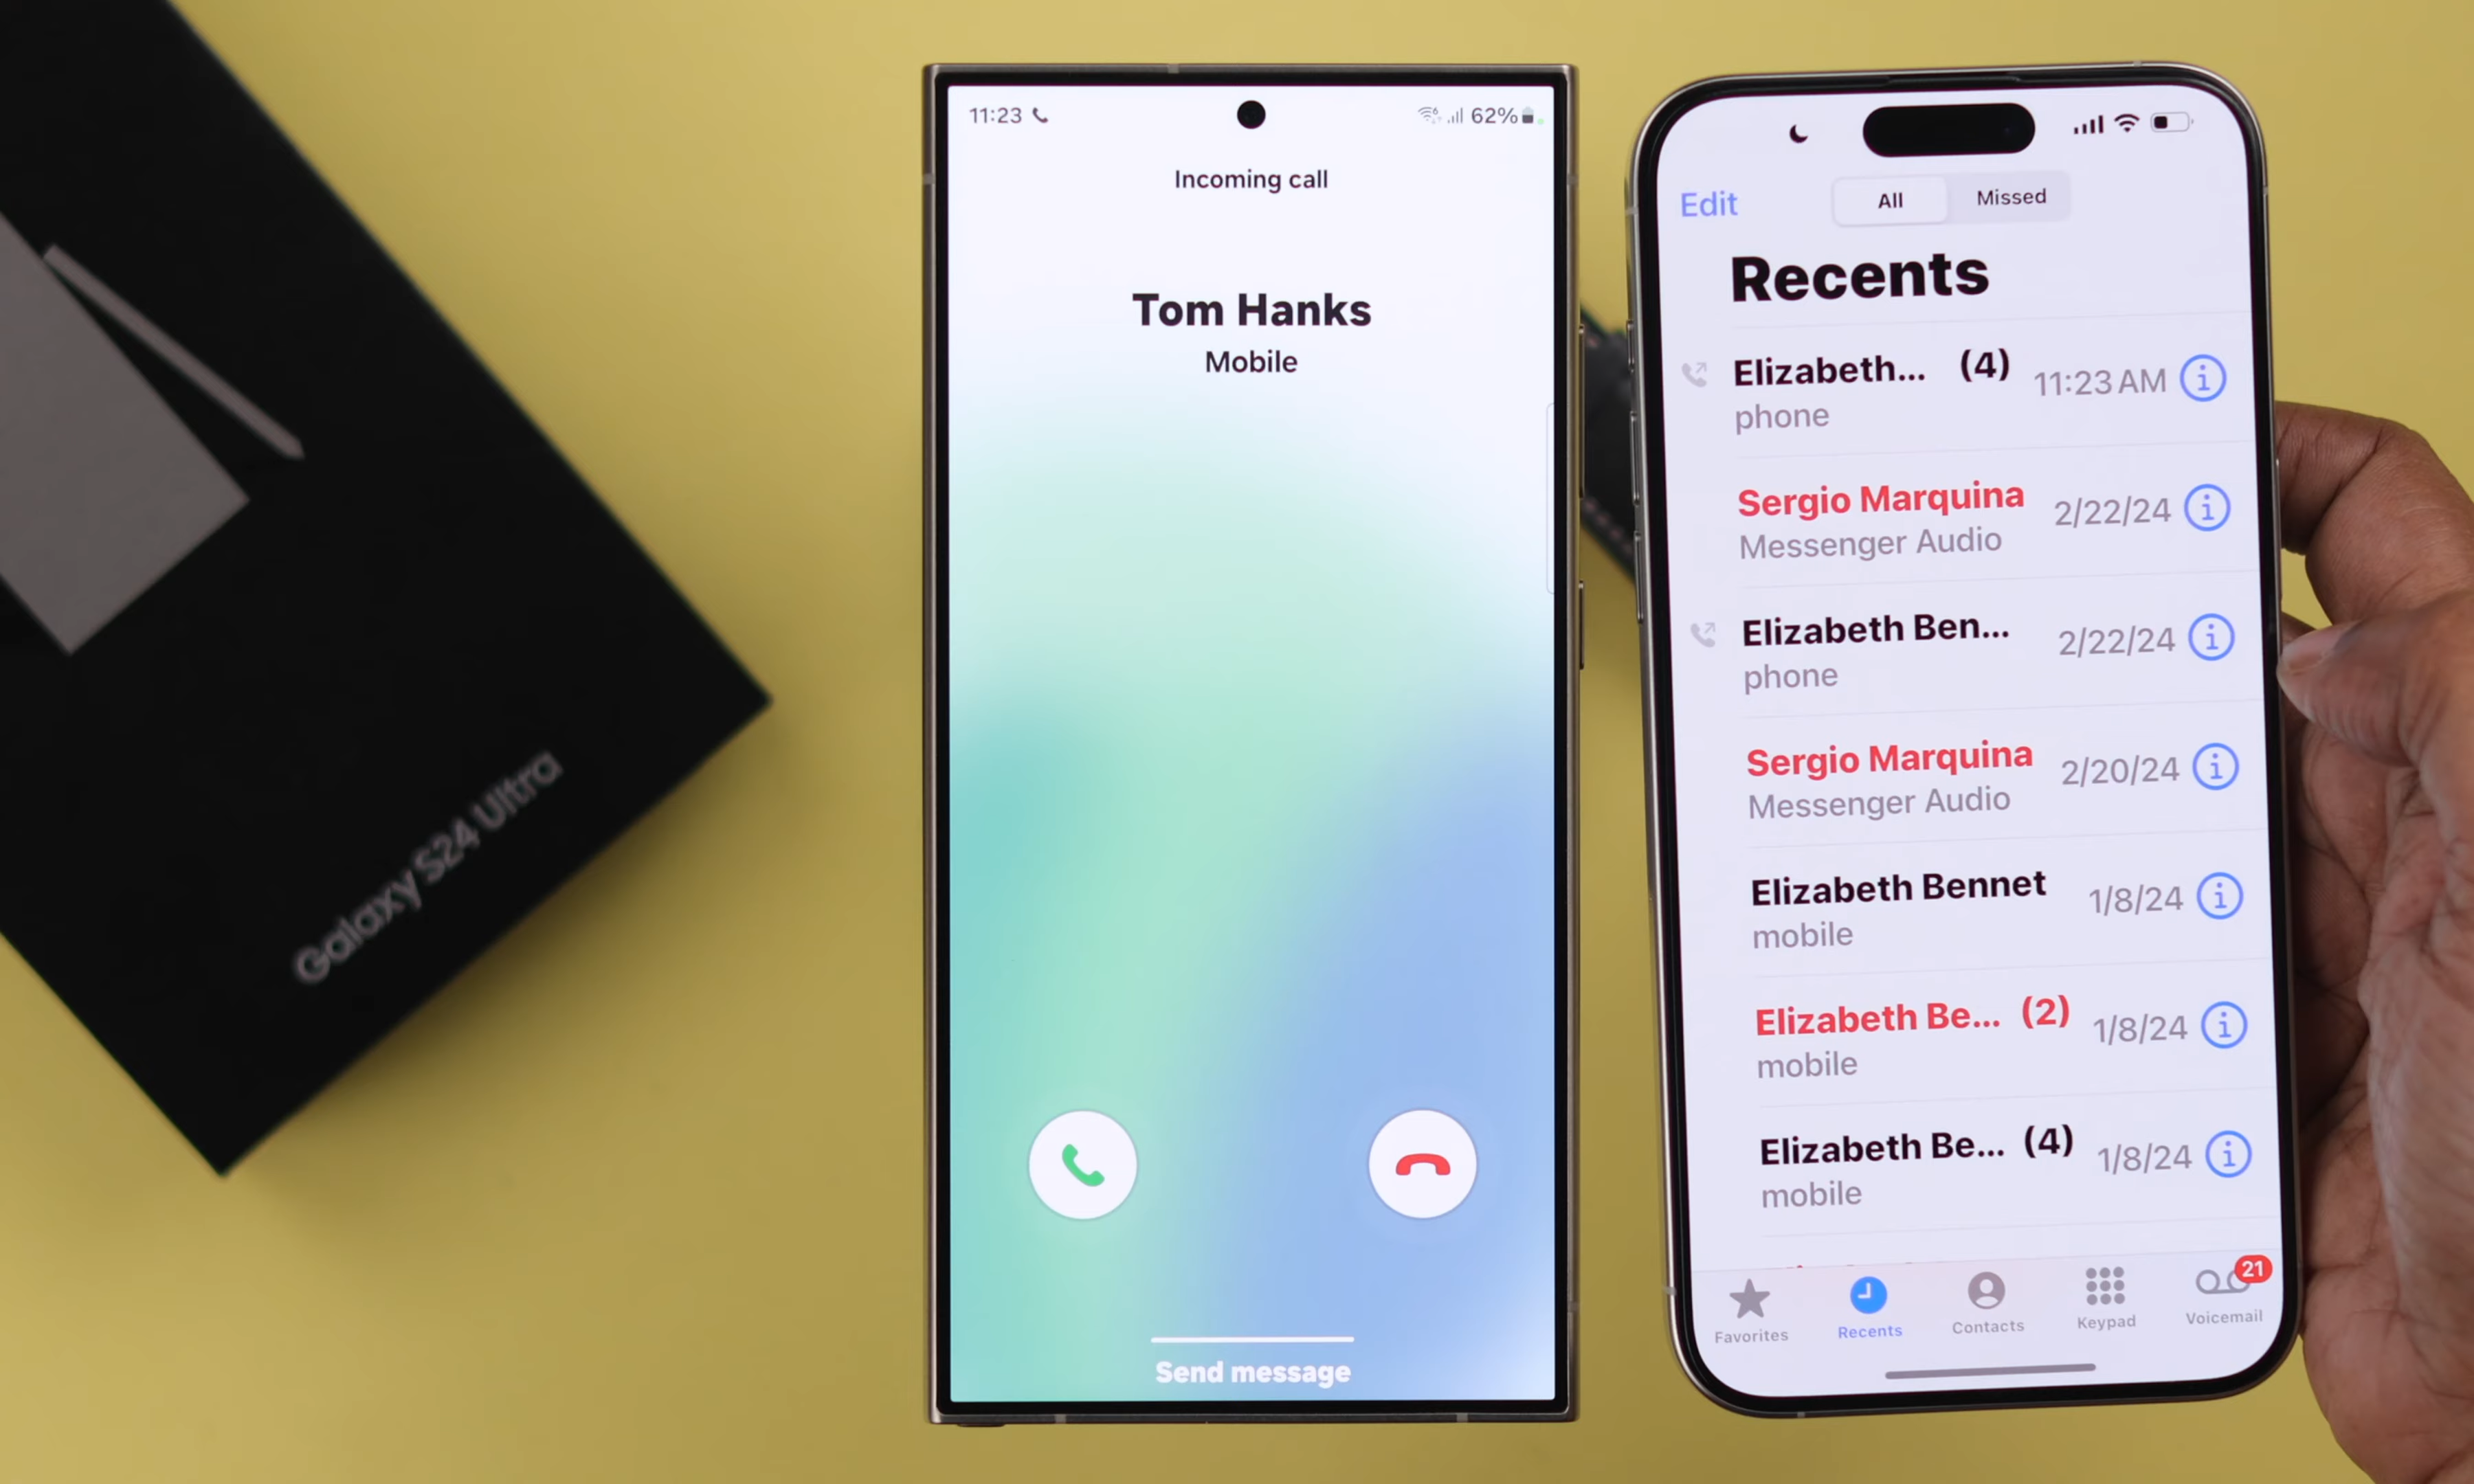 Galaxy S24 Ultra
11:23
62%
Incoming call
Tom Hanks
Mobile
Send message
Edit
All
Missed
Recents
Elizabeth... (4)
11:23 AM
phone
Sergio Marquina
2/22/24
Messenger Audio
Elizabeth Ben...
2/22/24
phone
Sergio Marquina
2/20/24
Messenger Audio
Elizabeth Bennet
1/8/24
mobile
Elizabeth Be... (2)
1/8/24
mobile
Elizabeth Be... (4)
1/8/24
mobile
Favorites
Recents
Contacts
Keypad
21
Voicemail